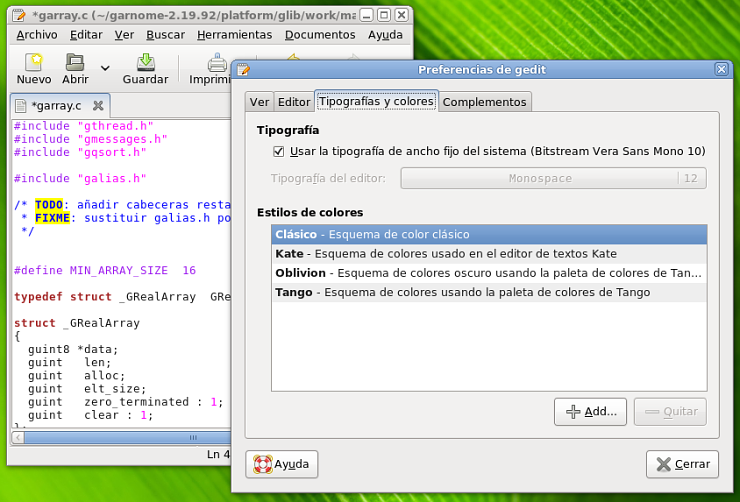 *garray.c (~/garnome-2.19.92/platform/glib/work/ma
Archivo Editar Ver Buscar Herramientas Documentos Ayuda
Nuevo Abrir Guardar Imprimi
*garray.c
#include "gthread.h"
#include "gmessages.h"
#include "gqsort.h"
#include "galias.h"
/* TODO: añadir cabeceras resta
* FIXME: sustituir galias.h po
*/
#define MIN_ARRAY_SIZE 16
typedef struct _GRealArray GRe
struct _GRealArray
{
guint8 *data;
guint len;
guint alloc;
guint elt_size;
guint zero_terminated : 1;
guint clear : 1;
};
Ln 4
Preferencias de gedit
Ver Editor Tipografías y colores Complementos
Tipografía
Usar la tipografía de ancho fijo del sistema (Bitstream Vera Sans Mono 10)
Tipografía del editor: Monospace 12
Estilos de colores
Clásico - Esquema de color clásico
Kate - Esquema de colores usado en el editor de textos Kate
Oblivion - Esquema de colores oscuro usando la paleta de colores de Tan...
Tango - Esquema de colores usando la paleta de colores de Tango
Add... Quitar
Ayuda Cerrar